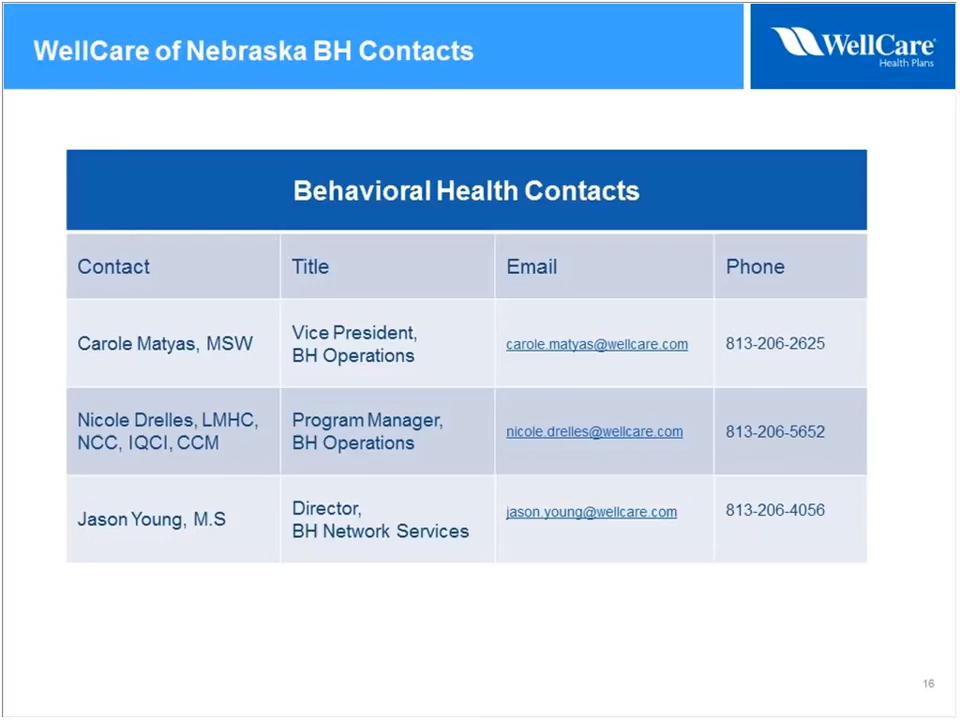 WellCare of Nebraska BH Contacts
WellCare®
Health Plans
Behavioral Health Contacts
Contact Title Email Phone
Carole Matyas, MSW
Vice President,
BH Operations
carole.matyas@wellcare.com
813-206-2625
Nicole Drelles, LMHC,
NCC, IQCI, CCM
Program Manager,
BH Operations
nicole.drelles@wellcare.com
813-206-5652
Jason Young, M.S
Director,
BH Network Services
jason.young@wellcare.com
813-206-4056
16